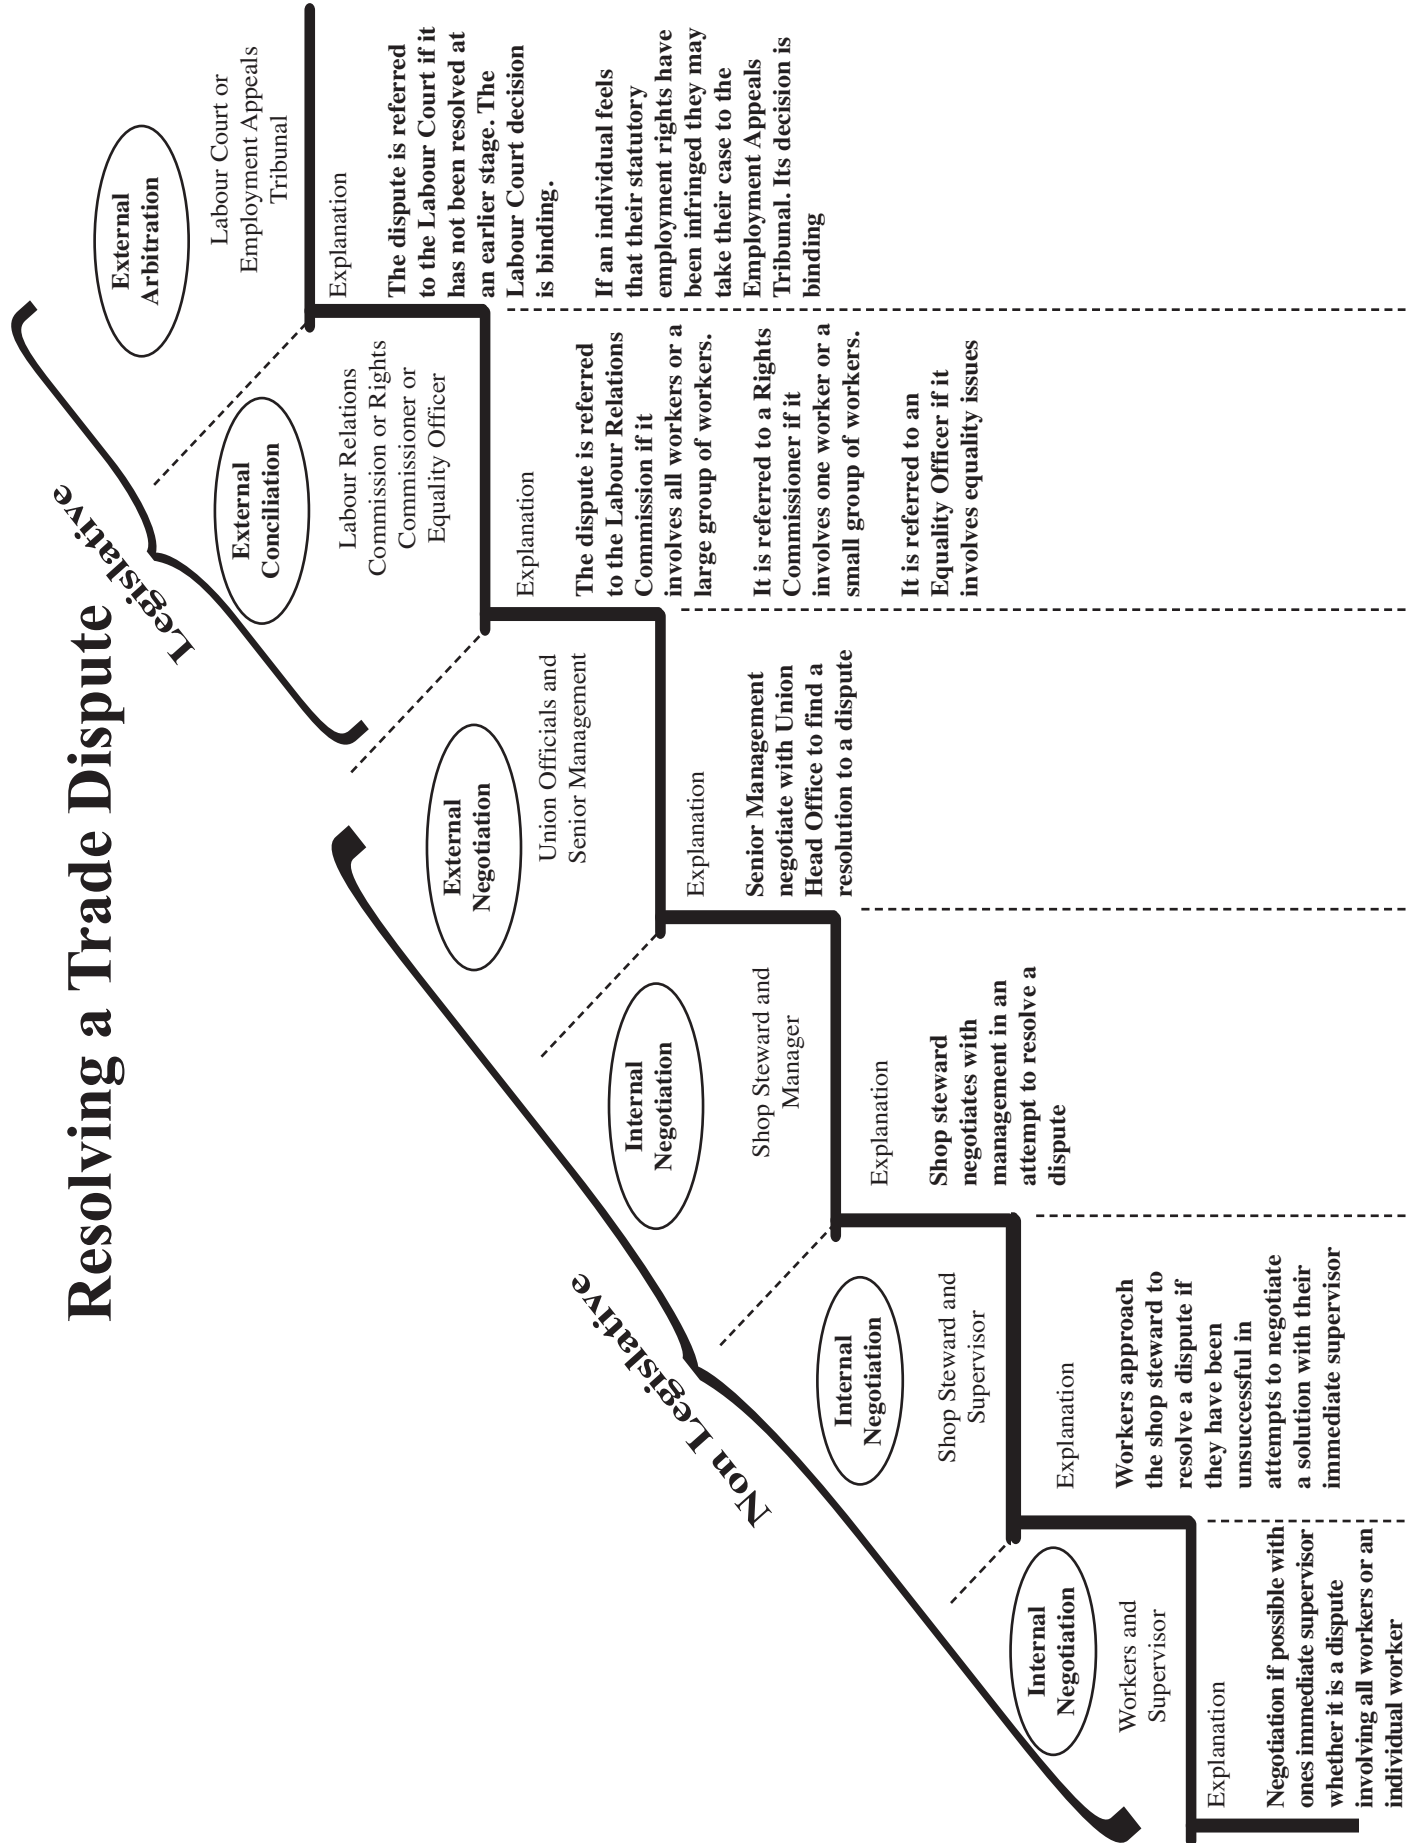 Resolving a Trade Dispute
Non Legislative
Legislative
Internal
Negotiation
Workers and
Supervisor
Explanation
Negotiation if possible with
ones immediate supervisor
whether it is a dispute
involving all workers or an
individual worker
Internal
Negotiation
Shop Steward and
Supervisor
Explanation
Workers approach
the shop steward to
resolve a dispute if
they have been
unsuccessful in
attempts to negotiate
a solution with their
immediate supervisor
Internal
Negotiation
Shop Steward and
Manager
Explanation
Shop steward
negotiates with
management in an
attempt to resolve a
dispute
External
Negotiation
Union Officials and
Senior Management
Explanation
Senior Management
negotiate with Union
Head Office to find a
resolution to a dispute
External
Conciliation
Labour Relations
Commission or Rights
Commissioner or
Equality Officer
Explanation
The dispute is referred
to the Labour Relations
Commission if it
involves all workers or a
large group of workers.
It is referred to a Rights
Commissioner if it
involves one worker or a
small group of workers.
It is referred to an
Equality Officer if it
involves equality issues
External
Arbitration
Labour Court or
Employment Appeals
Tribunal
Explanation
The dispute is referred
to the Labour Court if it
has not been resolved at
an earlier stage. The
Labour Court decision
is binding.
If an individual feels
that their statutory
employment rights have
been infringed they may
take their case to the
Employment Appeals
Tribunal. Its decision is
binding